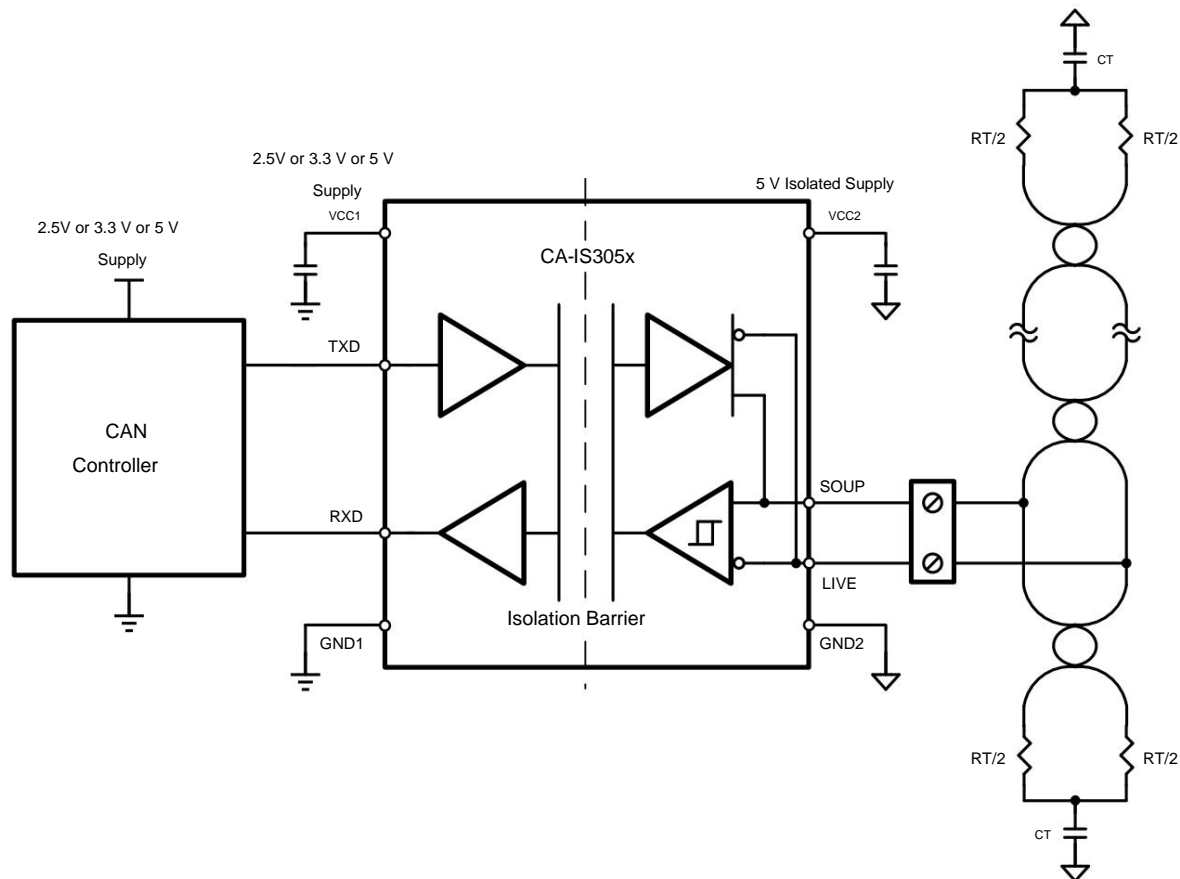 CT
RT/2
RT/2
2.5V or 3.3 V or 5 V
Supply
VCC1
5 V Isolated Supply
VCC2
2.5V or 3.3 V or 5 V
Supply
CA-IS305x
TXD
CAN
Controller
SOUP
RXD
LIVE
Isolation Barrier
GND1
GND2
RT/2
RT/2
CT